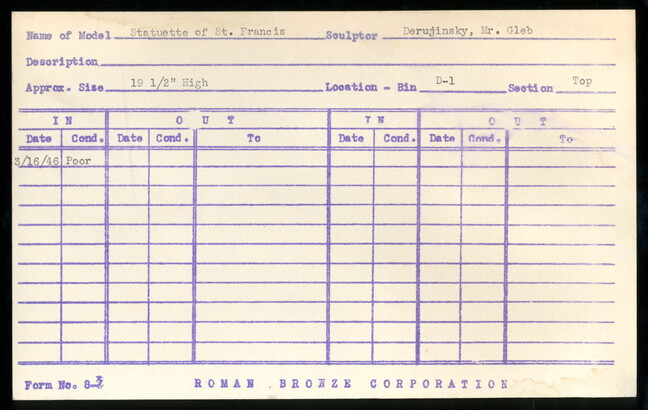 Name of Model Statuette of St. Francis Sculptor Derujinsky, Mr. Gleb
Description
Approx. Size 19 1/2" High Location - Bin D-1 Section Top
IN OUT IN OUT
Date Cond. Date Cond. To Date Cond. Date Cond. To
3/16/46 Poor
Form No. 8- ROMAN BRONZE CORPORATION